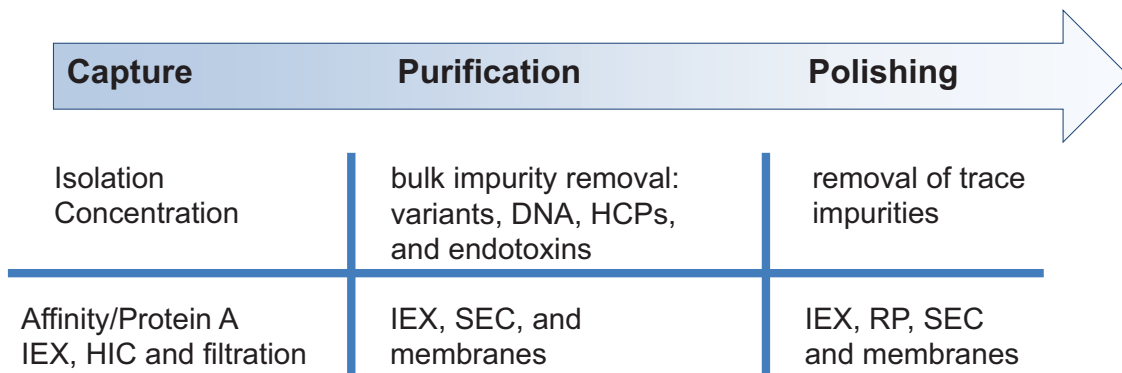 Capture
Purification
Polishing
Isolation
Concentration
bulk impurity removal:
variants, DNA, HCPs,
and endotoxins
removal of trace
impurities
Affinity/Protein A
IEX, HIC and filtration
IEX, SEC, and
membranes
IEX, RP, SEC
and membranes